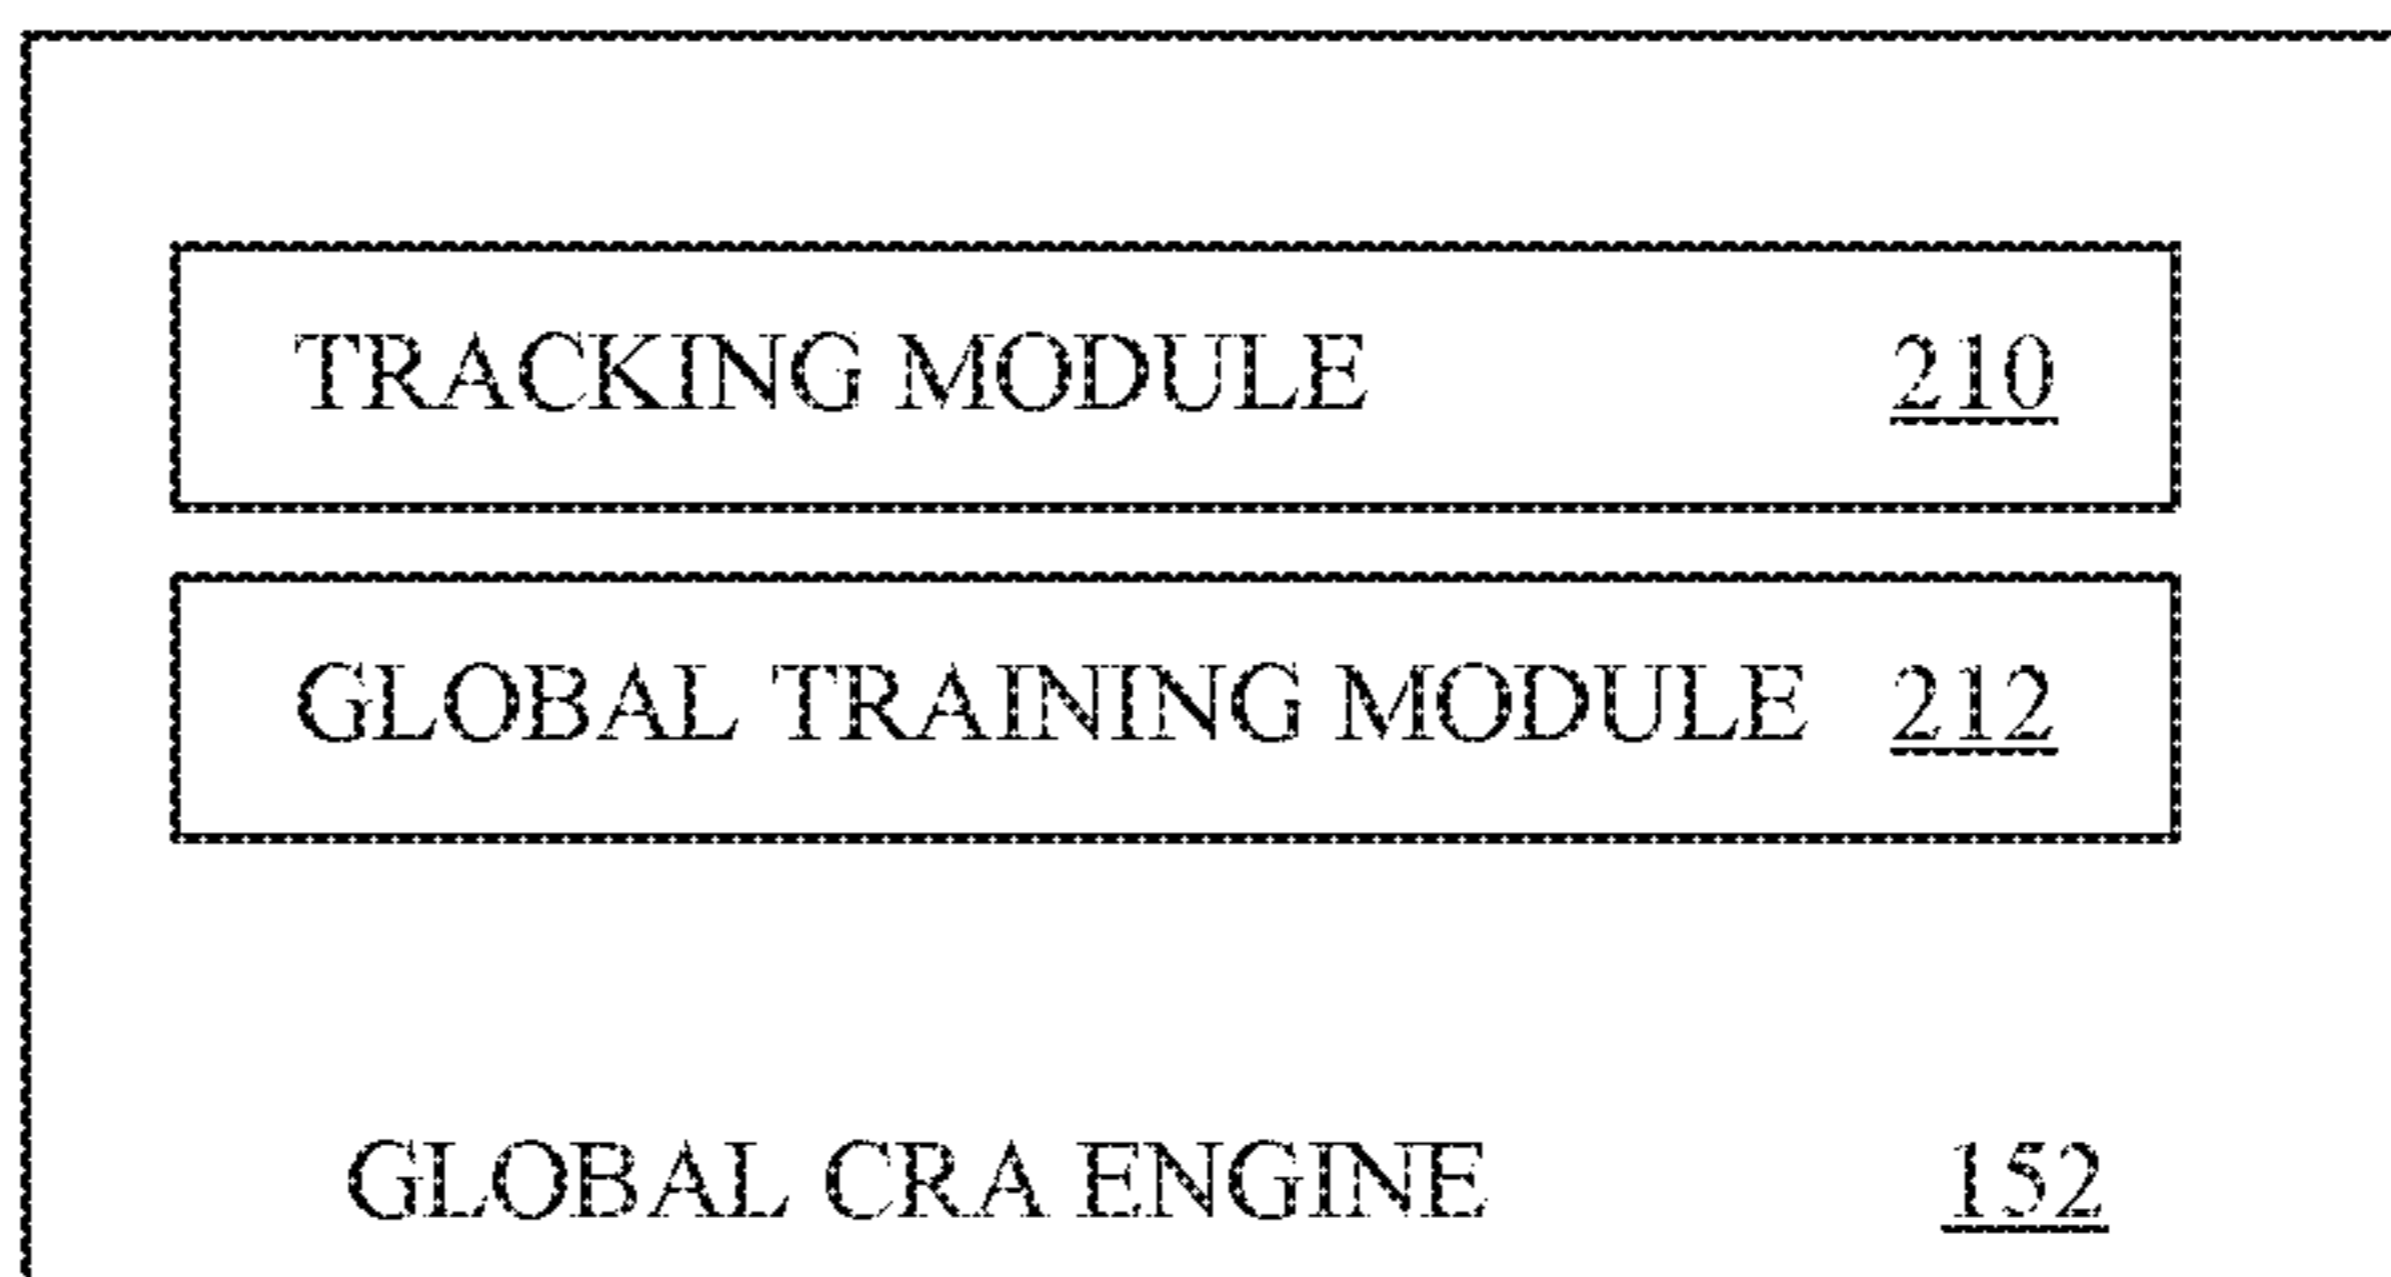 TRACKING MODULE 210
GLOBAL TRAINING MODULE 212
GLOBAL CRA ENGINE 152